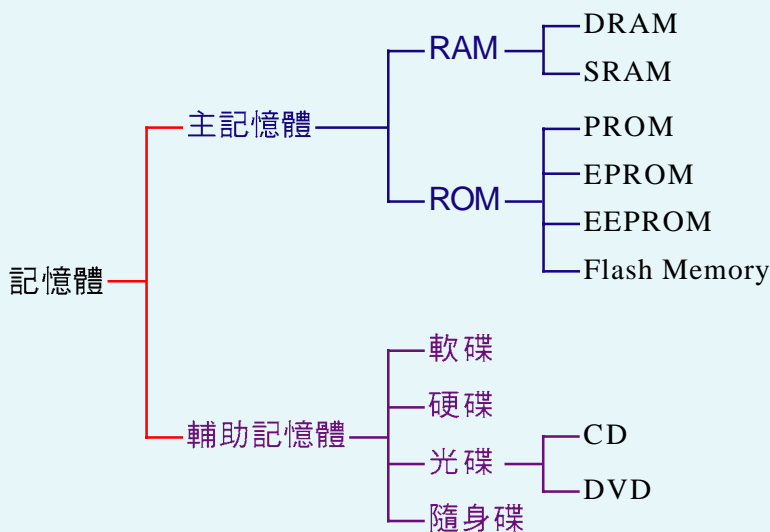 記憶體
主記憶體
RAM
DRAM
SRAM
ROM
PROM
EPROM
EEPROM
Flash Memory
輔助記憶體
軟碟
硬碟
光碟
CD
DVD
隨身碟